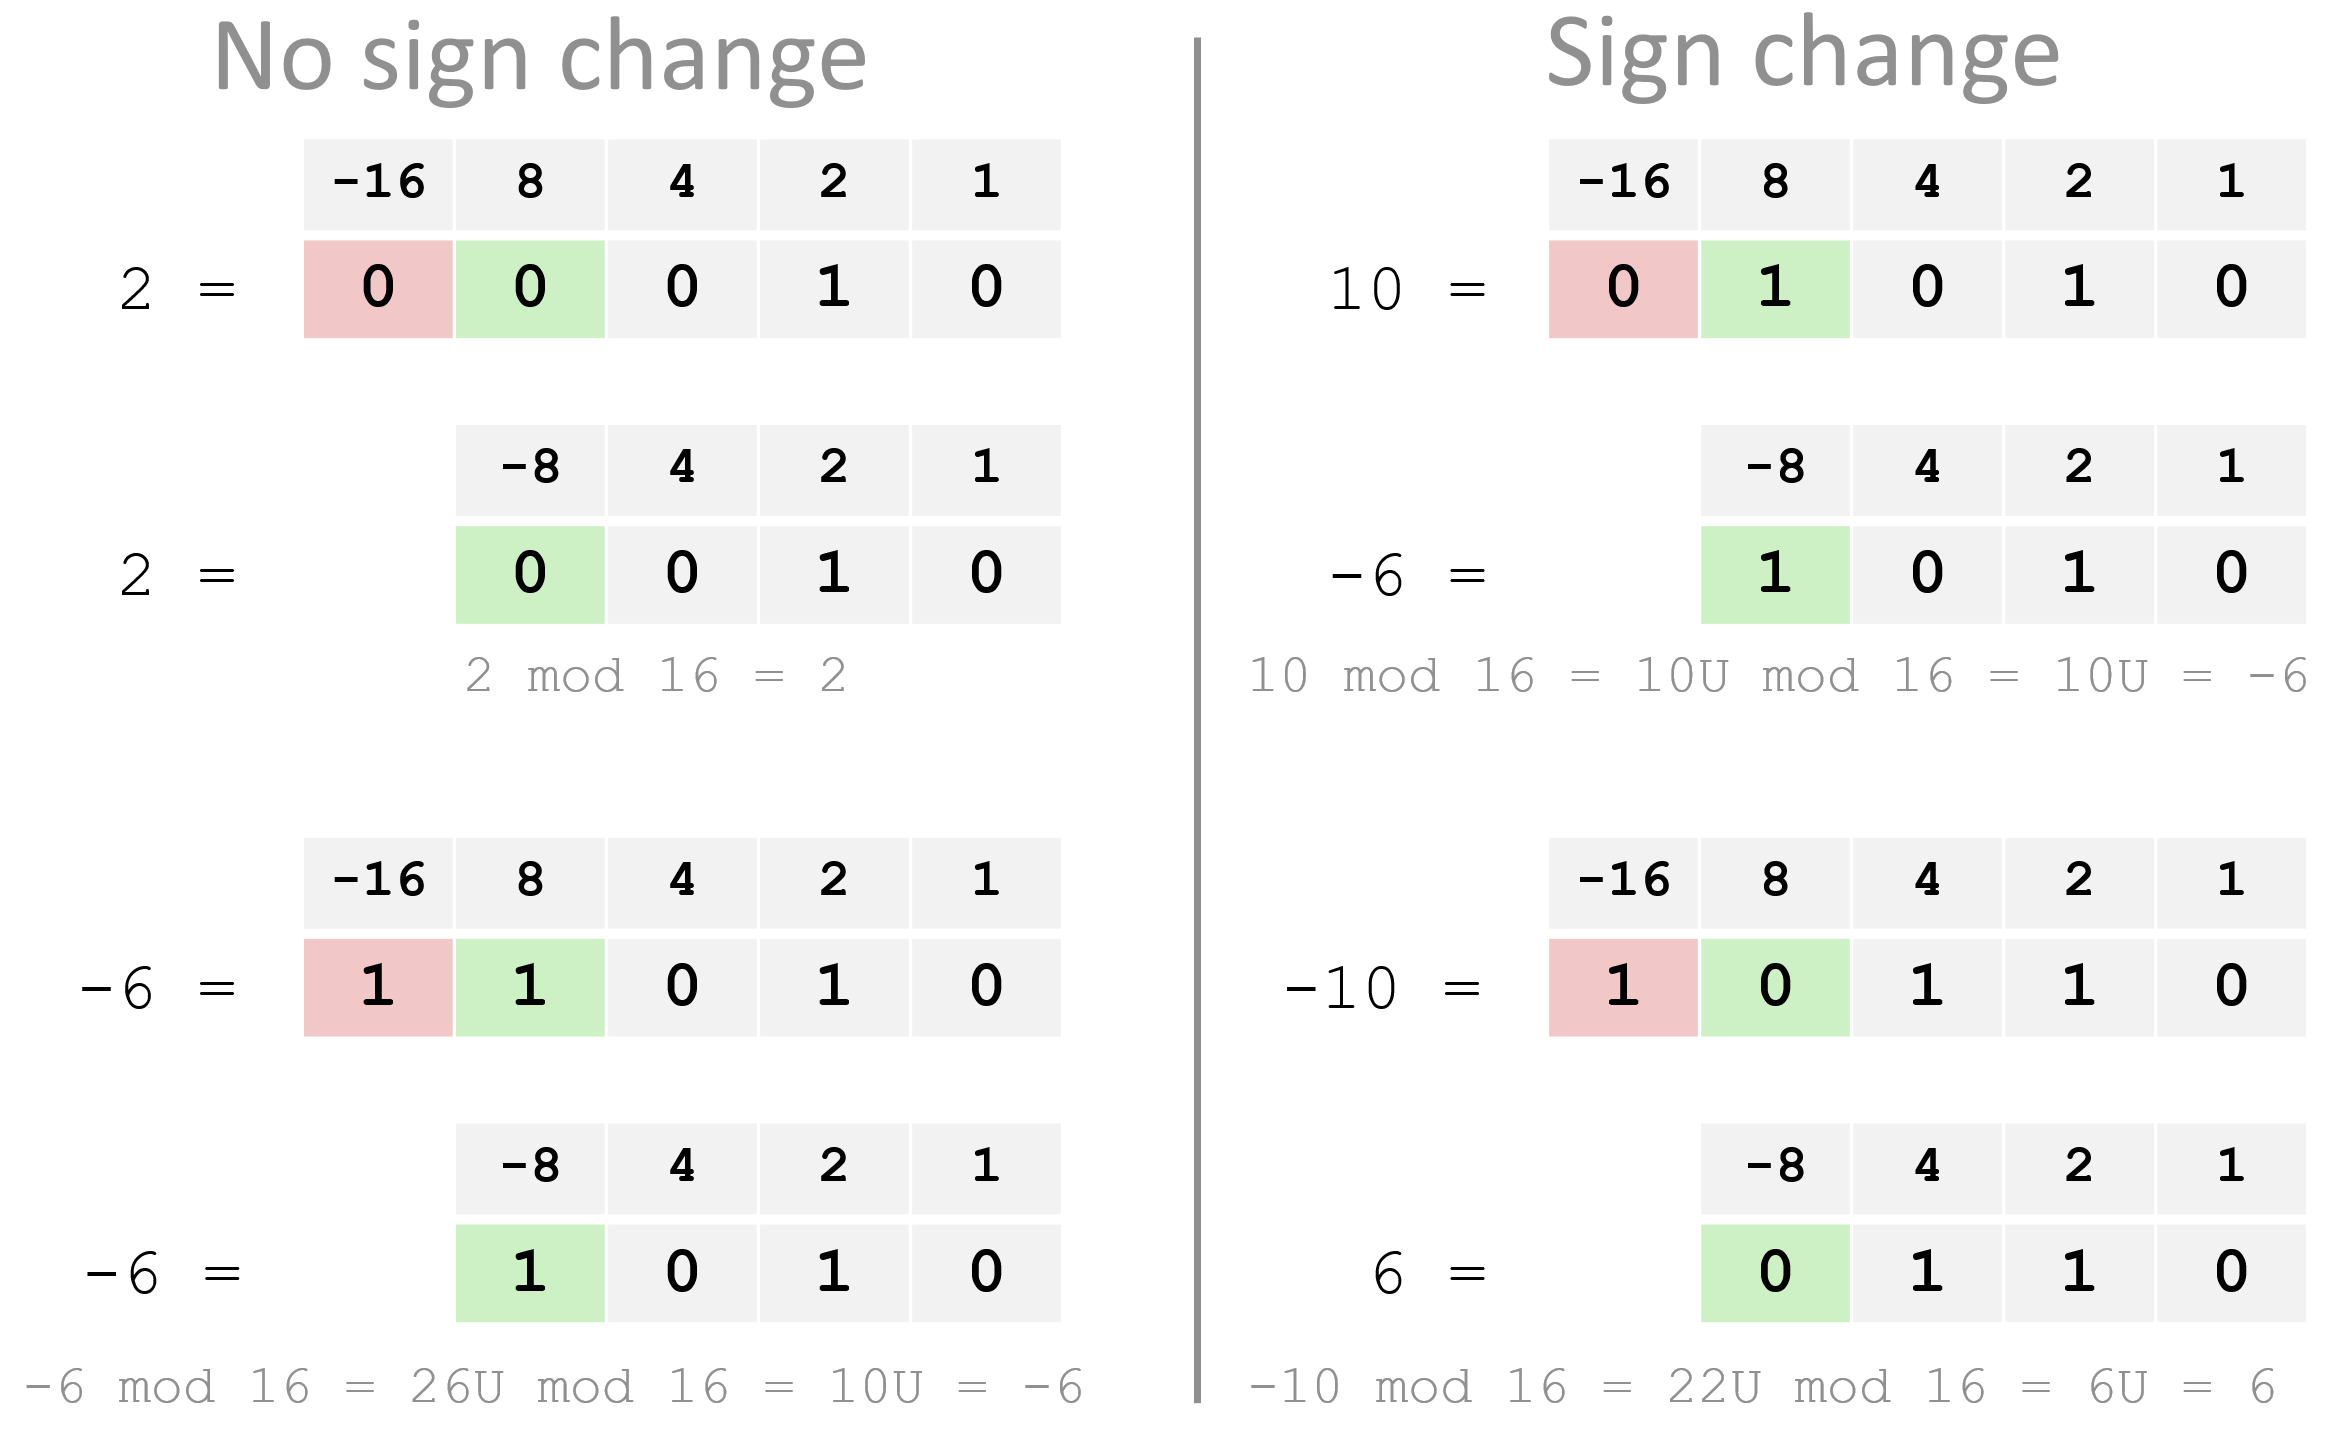 No sign change
-16 8 4 2 1
2 = 0 0 0 1 0
-8 4 2 1
2 = 0 0 1 0
2 mod 16 = 2
-16 8 4 2 1
-6 = 1 1 0 1 0
-8 4 2 1
-6 = 1 0 1 0
-6 mod 16 = 26U mod 16 = 10U = -6
Sign change
-16 8 4 2 1
10 = 0 1 0 1 0
-8 4 2 1
-6 = 1 0 1 0
10 mod 16 = 10U mod 16 = 10U = -6
-16 8 4 2 1
-10 = 1 0 1 1 0
-8 4 2 1
6 = 0 1 1 0
-10 mod 16 = 22U mod 16 = 6U = 6